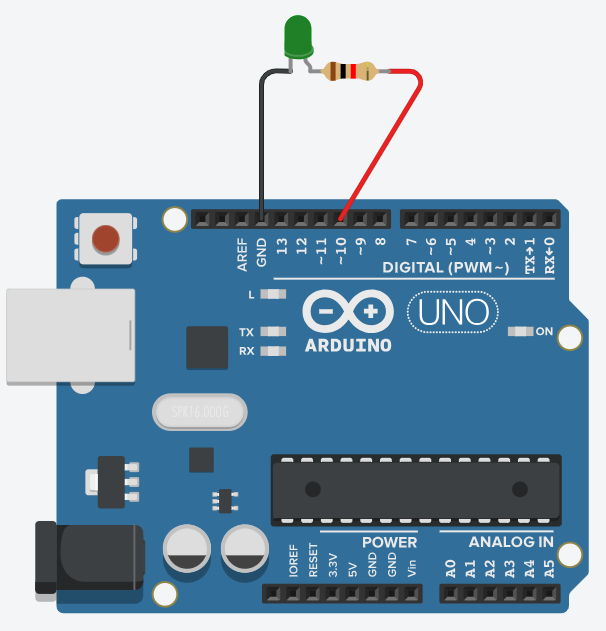 AREF
GND
13
12
~11
~10
~9
8
7
~6
~5
4
~3
2
TX→1
RX←0
DIGITAL (PWM~)
L
TX
RX
ARDUINO
UNO
ON
SPK16.000G
POWER
ANALOG IN
IOREF
RESET
3.3V
5V
GND
GND
Vin
A0
A1
A2
A3
A4
A5